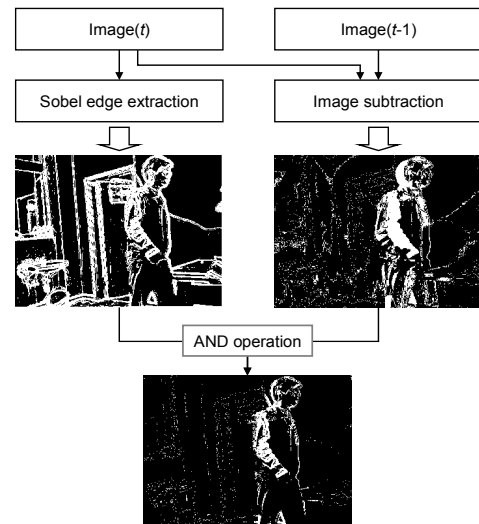 Image(t)
Image(t-1)
Sobel edge extraction
Image subtraction
AND operation